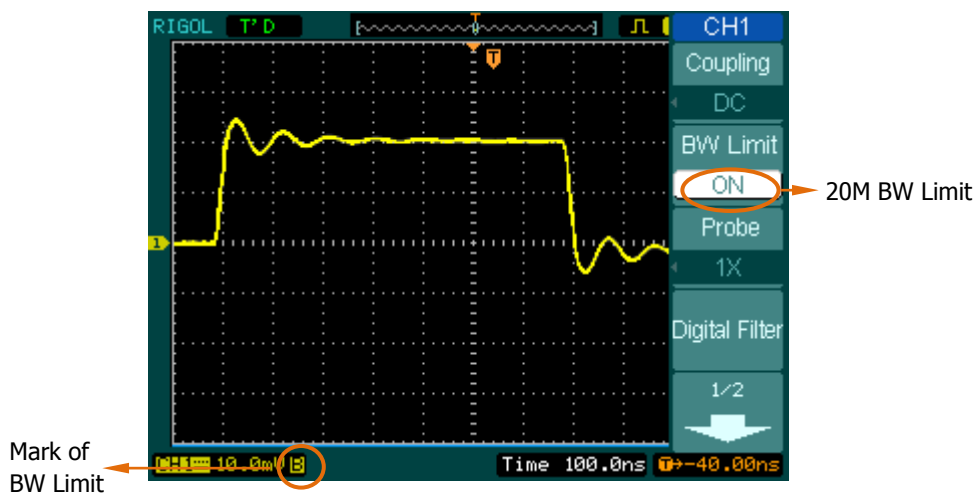 RIGOL T'D T CH1
T
Coupling
DC
BW Limit
ON
20M BW Limit
Probe
1
1X
Digital Filter
1/2
Mark of
BW Limit
CH1 10.0mV B Time 100.0ns T→-40.00ns